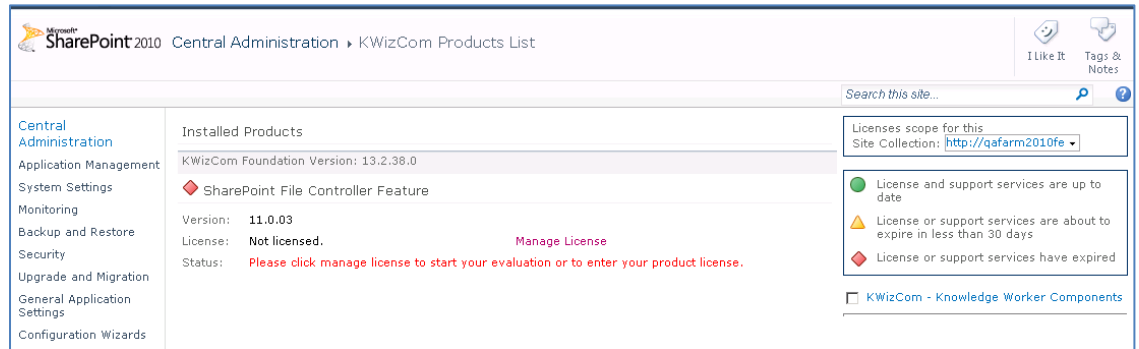 Microsoft
SharePoint 2010 Central Administration ▸ KWizCom Products List
I Like It
Tags &
Notes
Search this site...
Central
Administration
Application Management
System Settings
Monitoring
Backup and Restore
Security
Upgrade and Migration
General Application
Settings
Configuration Wizards
Installed Products
KWizCom Foundation Version: 13.2.38.0
SharePoint File Controller Feature
Version: 11.0.03
License: Not licensed. Manage License
Status: Please click manage license to start your evaluation or to enter your product license.
Licenses scope for this
Site Collection: http://qafarm2010fe
License and support services are up to
date
License or support services are about to
expire in less than 30 days
License or support services have expired
KWizCom - Knowledge Worker Components